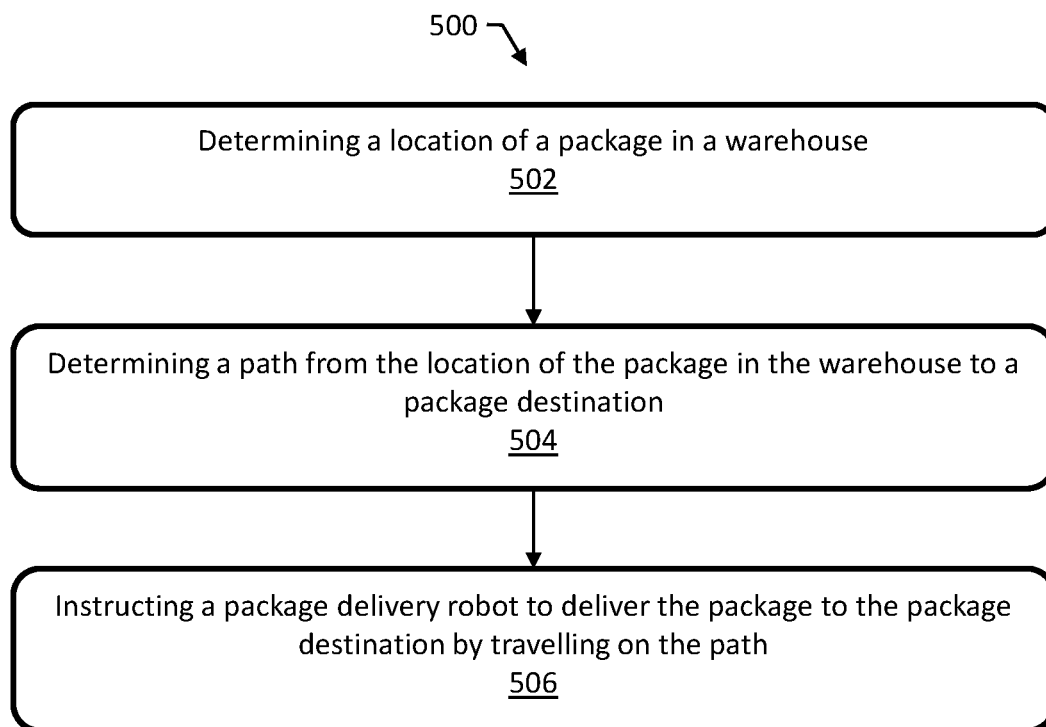 500
Determining a location of a package in a warehouse
502
Determining a path from the location of the package in the warehouse to a
package destination
504
Instructing a package delivery robot to deliver the package to the package
destination by travelling on the path
506